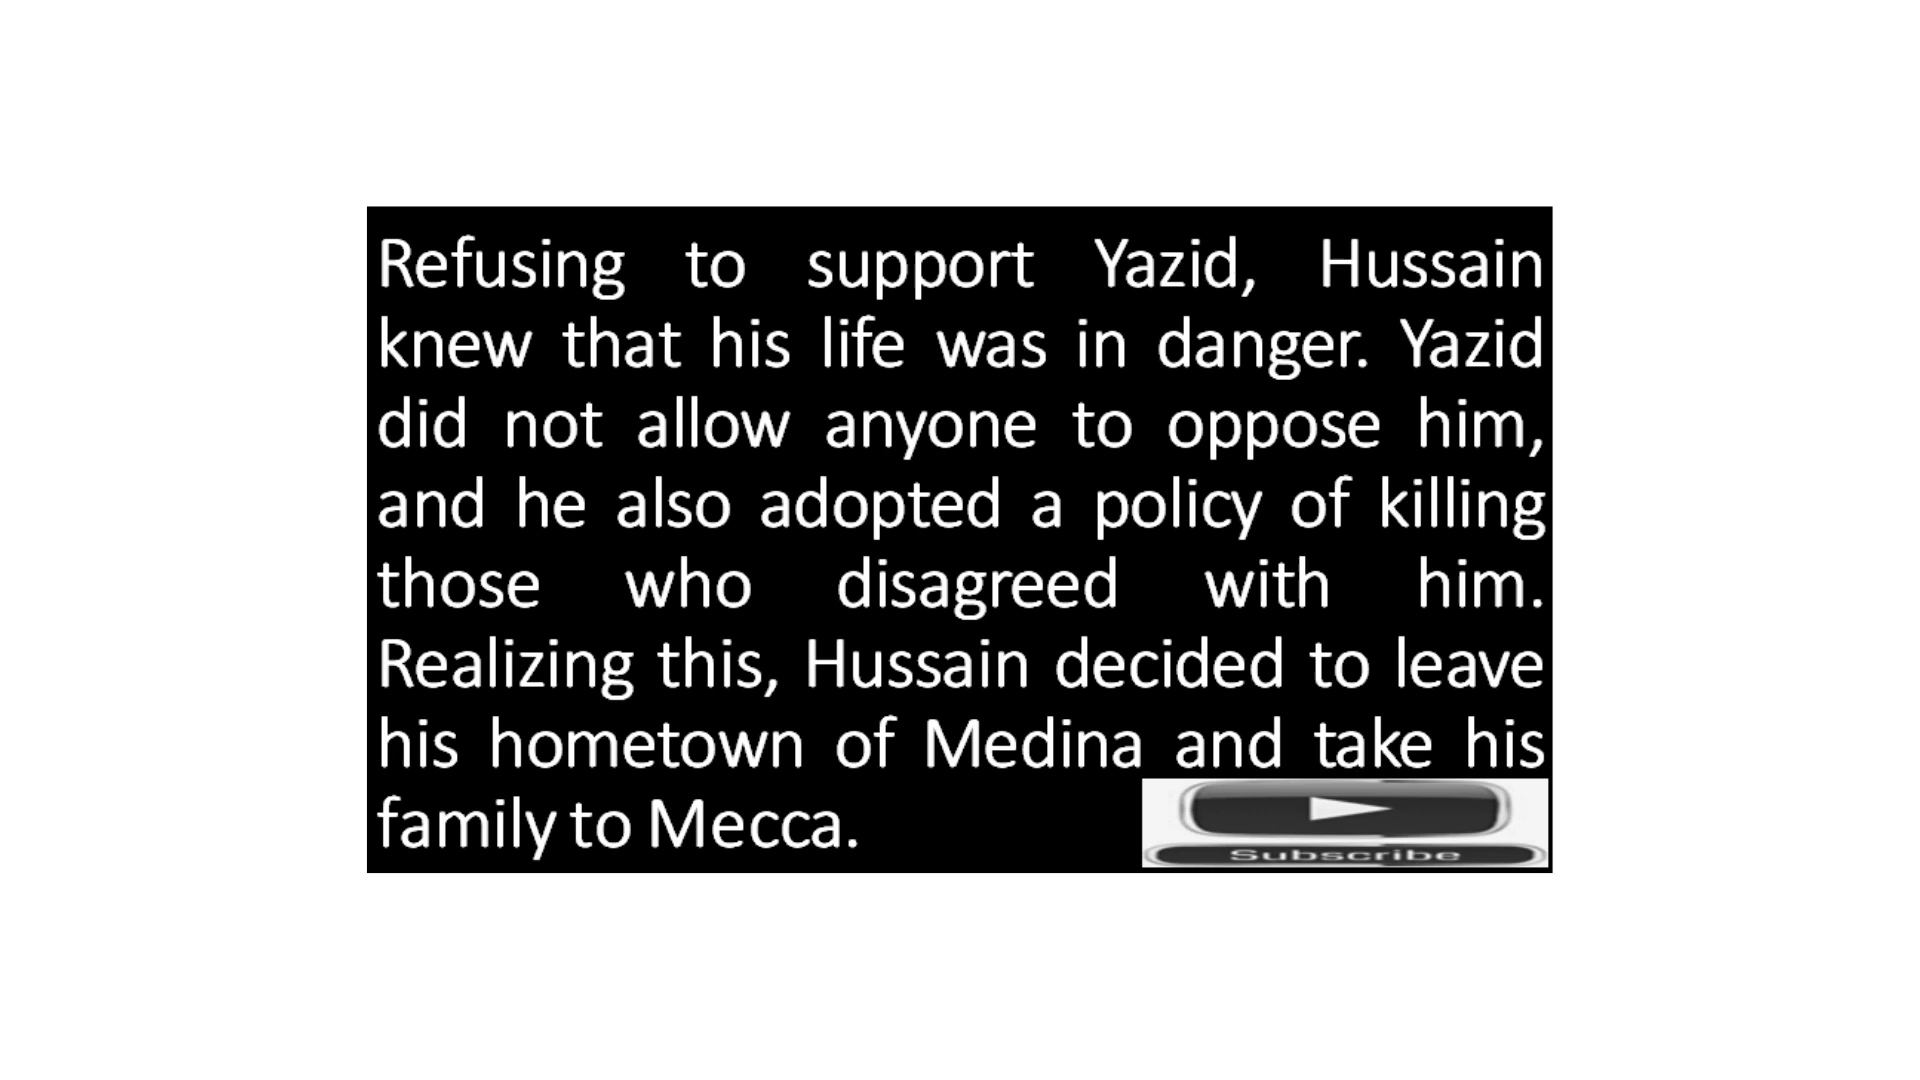 Refusing to support Yazid, Hussain
knew that his life was in danger. Yazid
did not allow anyone to oppose him,
and he also adopted a policy of killing
those who disagreed with him.
Realizing this, Hussain decided to leave
his hometown of Medina and take his
family to Mecca.
Subscribe